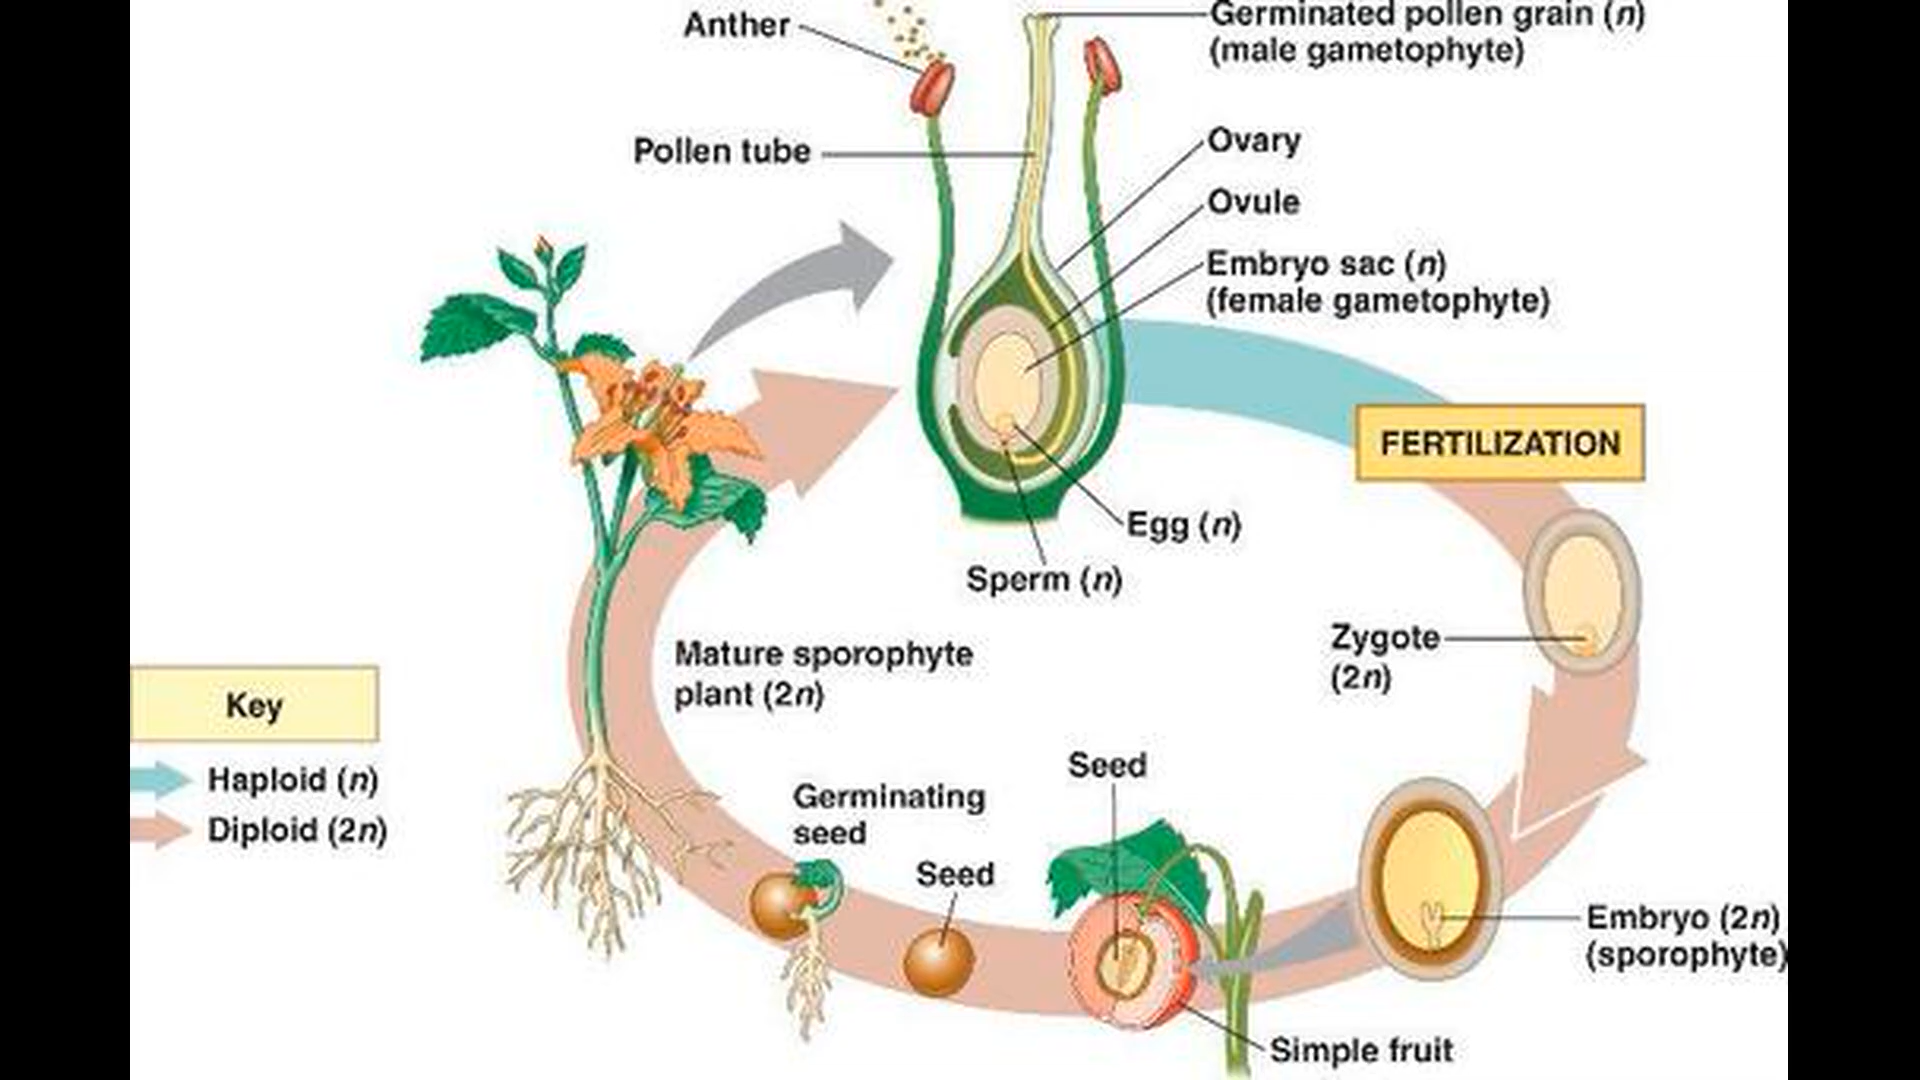 Anther
Germinated pollen grain (n)
(male gametophyte)
Pollen tube
Ovary
Ovule
Embryo sac (n)
(female gametophyte)
FERTILIZATION
Egg (n)
Sperm (n)
Zygote
(2n)
Mature sporophyte
plant (2n)
Key
Haploid (n)
Diploid (2n)
Germinating
seed
Seed
Seed
Embryo (2n)
(sporophyte)
Simple fruit